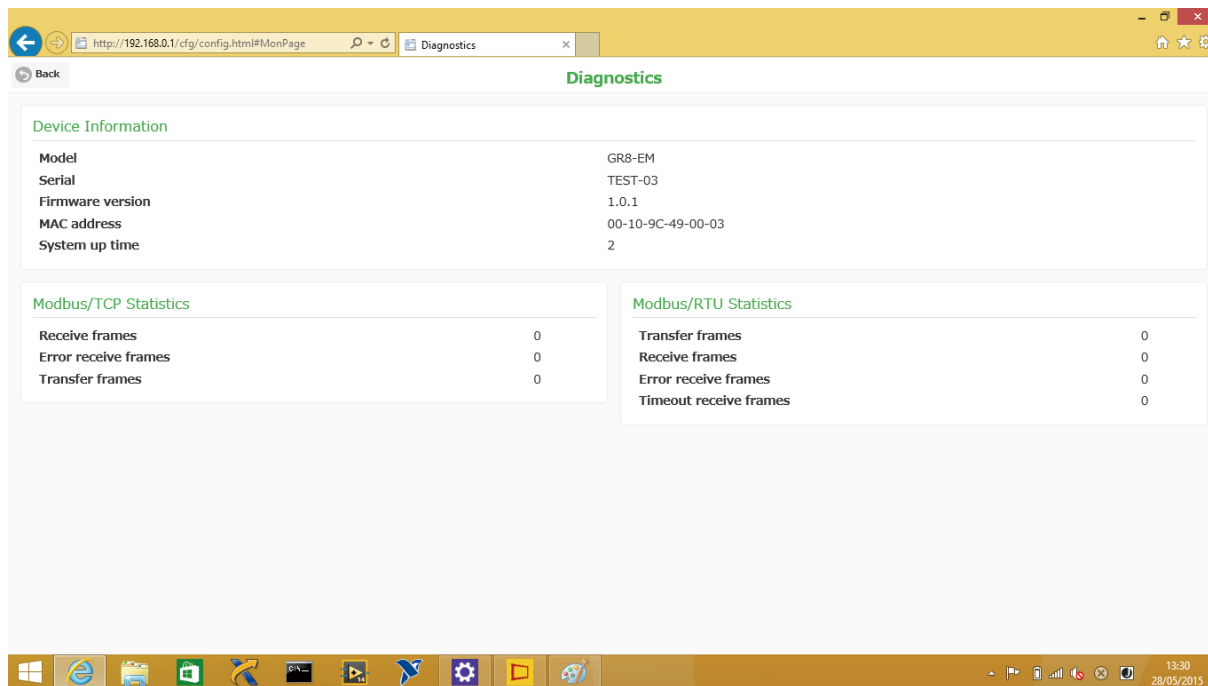 http://192.168.0.1/cfg/config.html#MonPage
Diagnostics
Back
Diagnostics
Device Information
Model GR8-EM
Serial TEST-03
Firmware version 1.0.1
MAC address 00-10-9C-49-00-03
System up time 2
Modbus/TCP Statistics
Receive frames 0
Error receive frames 0
Transfer frames 0
Modbus/RTU Statistics
Transfer frames 0
Receive frames 0
Error receive frames 0
Timeout receive frames 0
13:30
28/05/2015